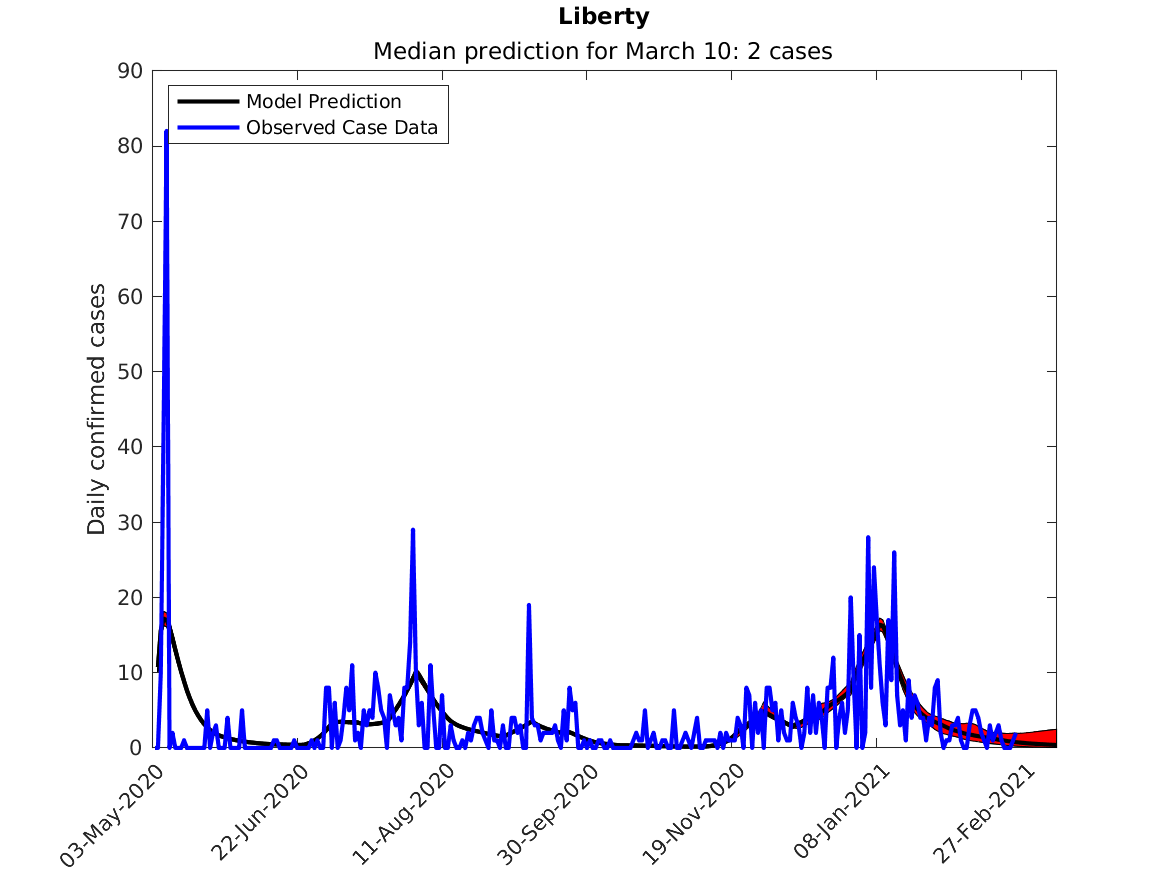 Liberty
Median prediction for March 10: 2 cases
Model Prediction
Observed Case Data
Daily confirmed cases
90
80
70
60
50
40
30
20
10
0
03-May-2020
22-Jun-2020
11-Aug-2020
30-Sep-2020
19-Nov-2020
08-Jan-2021
27-Feb-2021